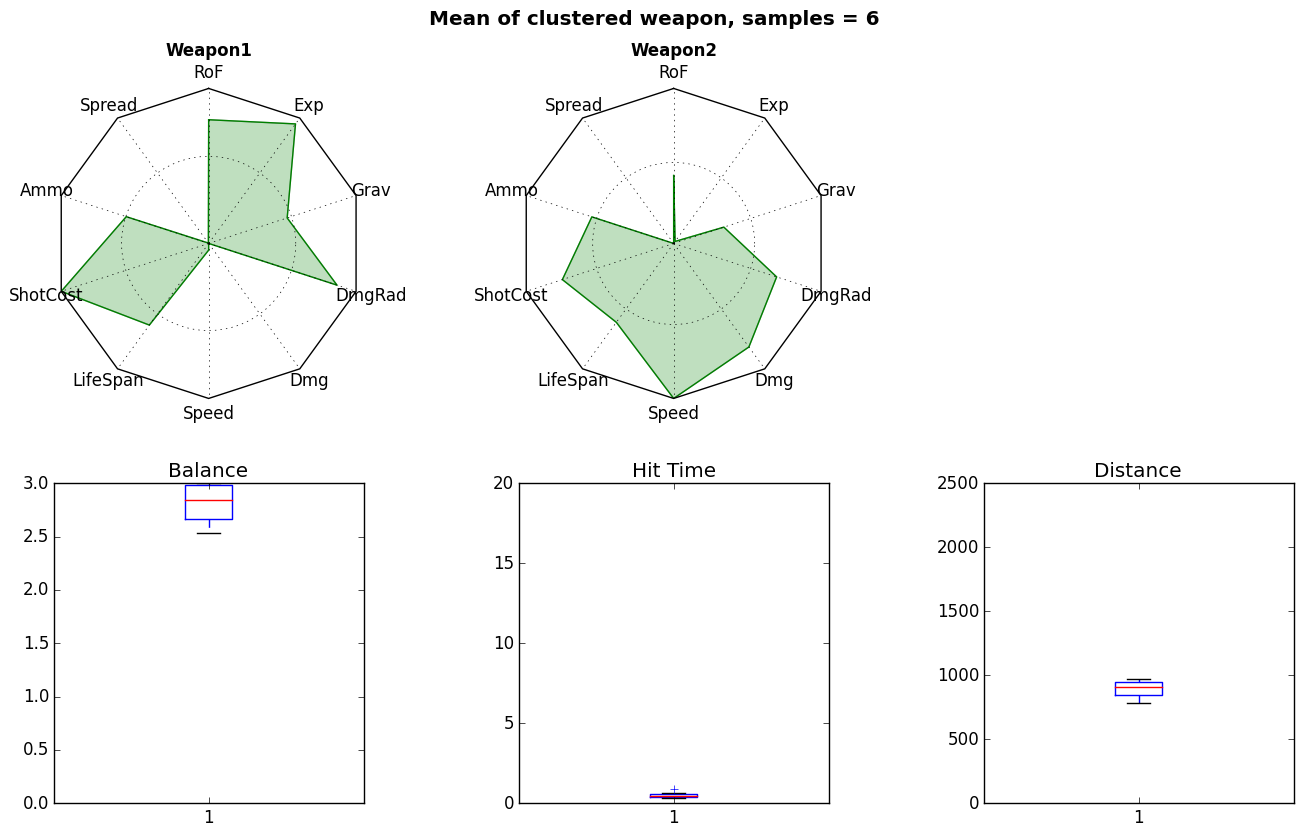 Mean of clustered weapon, samples = 6
Weapon1
RoF
Exp
Grav
DmgRad
Dmg
Speed
LifeSpan
ShotCost
Ammo
Spread
Weapon2
RoF
Exp
Grav
DmgRad
Dmg
Speed
LifeSpan
ShotCost
Ammo
Spread
Balance
3.0
2.5
2.0
1.5
1.0
0.5
0.0
1
Hit Time
20
15
10
5
0
1
Distance
2500
2000
1500
1000
500
0
1